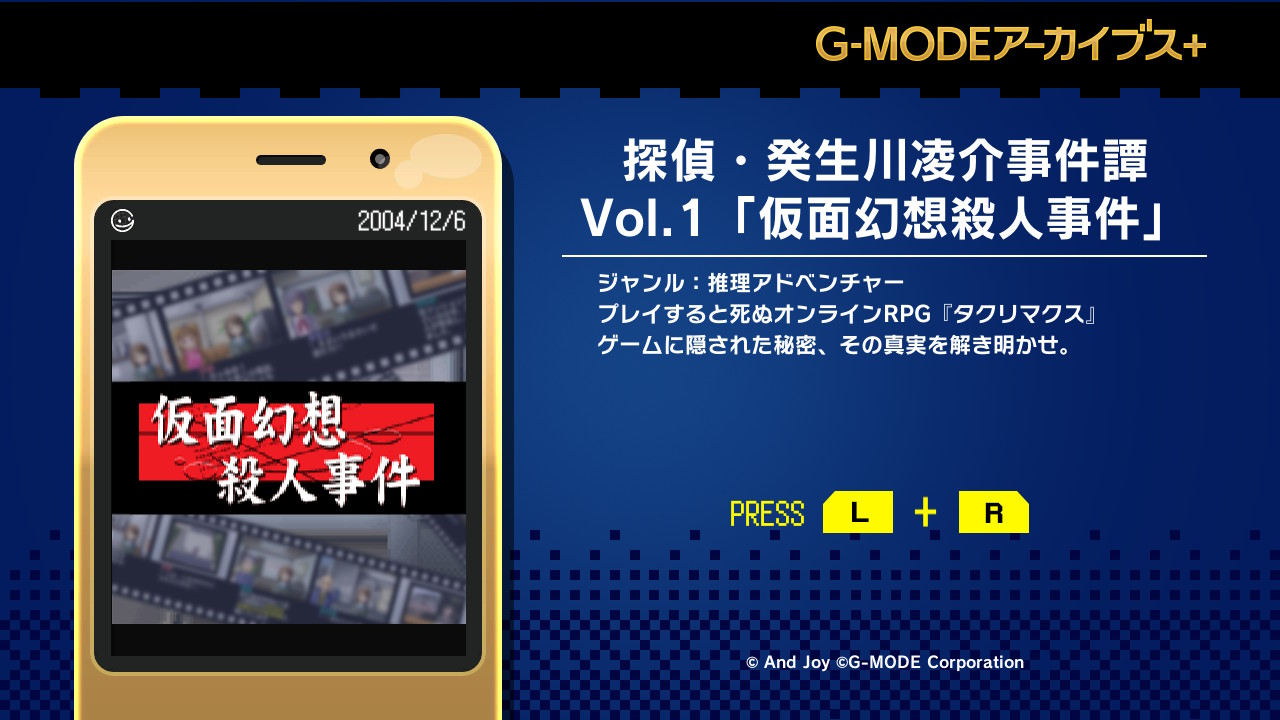 G-MODEアーカイブス+
2004/12/6
仮面幻想
殺人事件
探偵・癸生川凌介事件譚
Vol.1「仮面幻想殺人事件」
ジャンル：推理アドベンチャー
プレイすると死ぬオンラインRPG『タクリマクス』
ゲームに隠された秘密、その真実を解き明かせ。
PRESS L + R
© And Joy ©G-MODE Corporation